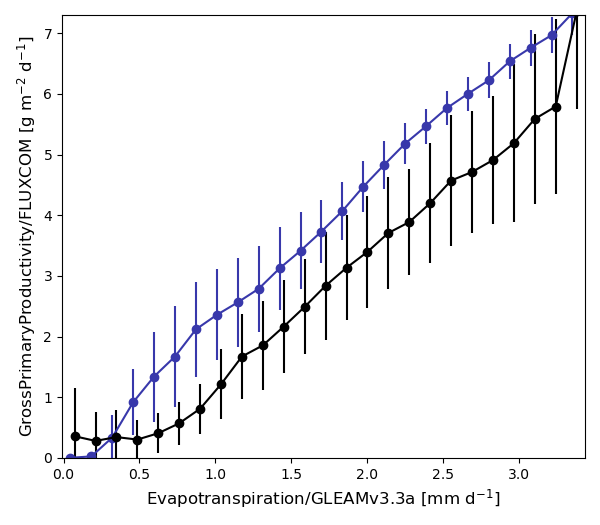 GrossPrimaryProductivity/FLUXCOM [g m⁻² d⁻¹]
7
6
5
4
3
2
1
0
0.0 0.5 1.0 1.5 2.0 2.5 3.0
Evapotranspiration/GLEAMv3.3a [mm d⁻¹]